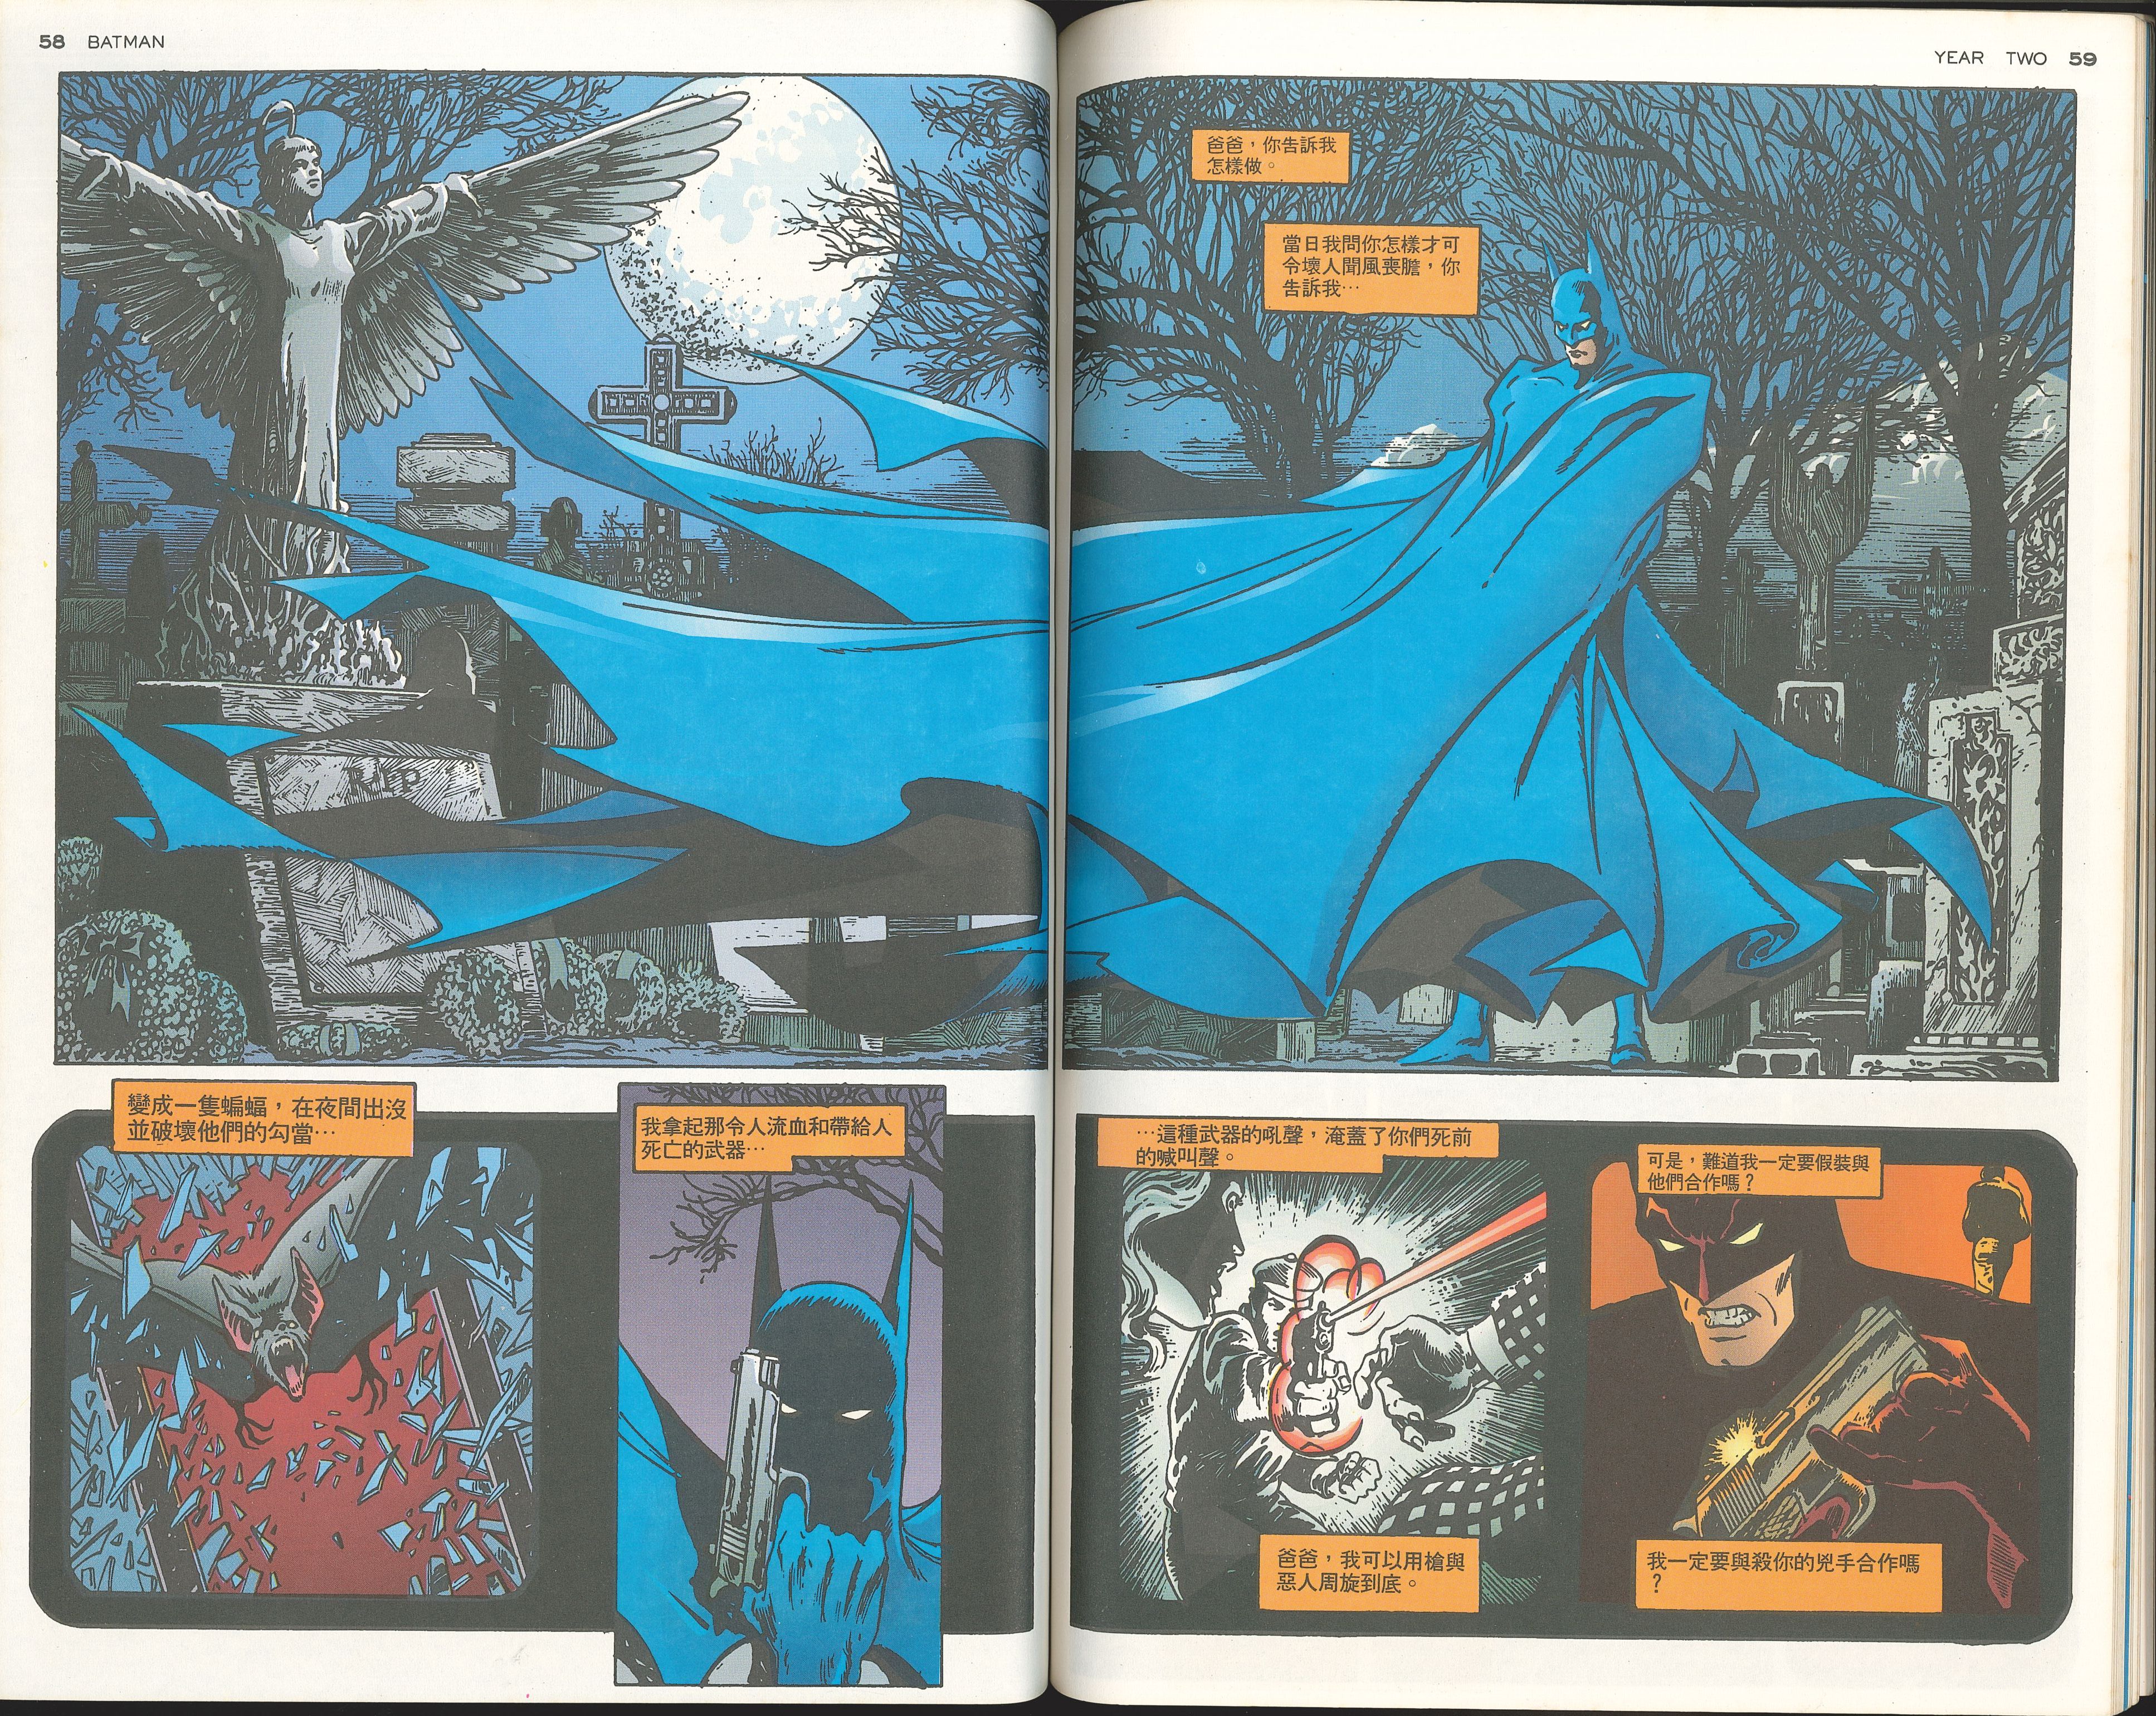 58 BATMAN
YEAR TWO 59
爸爸，你告訴我
怎樣做。
當日我問你怎樣才可
令壞人聞風喪膽，你
告訴我…
R.I.P
變成一隻蝙蝠，在夜間出沒
並破壞他們的勾當…
我拿起那令人流血和帶給人
死亡的武器…
…這種武器的吼聲，淹蓋了你們死前
的喊叫聲。
爸爸，我可以用槍與
惡人周旋到底。
可是，難道我一定要假裝與
他們合作嗎？
我一定要與殺你的兇手合作嗎
？